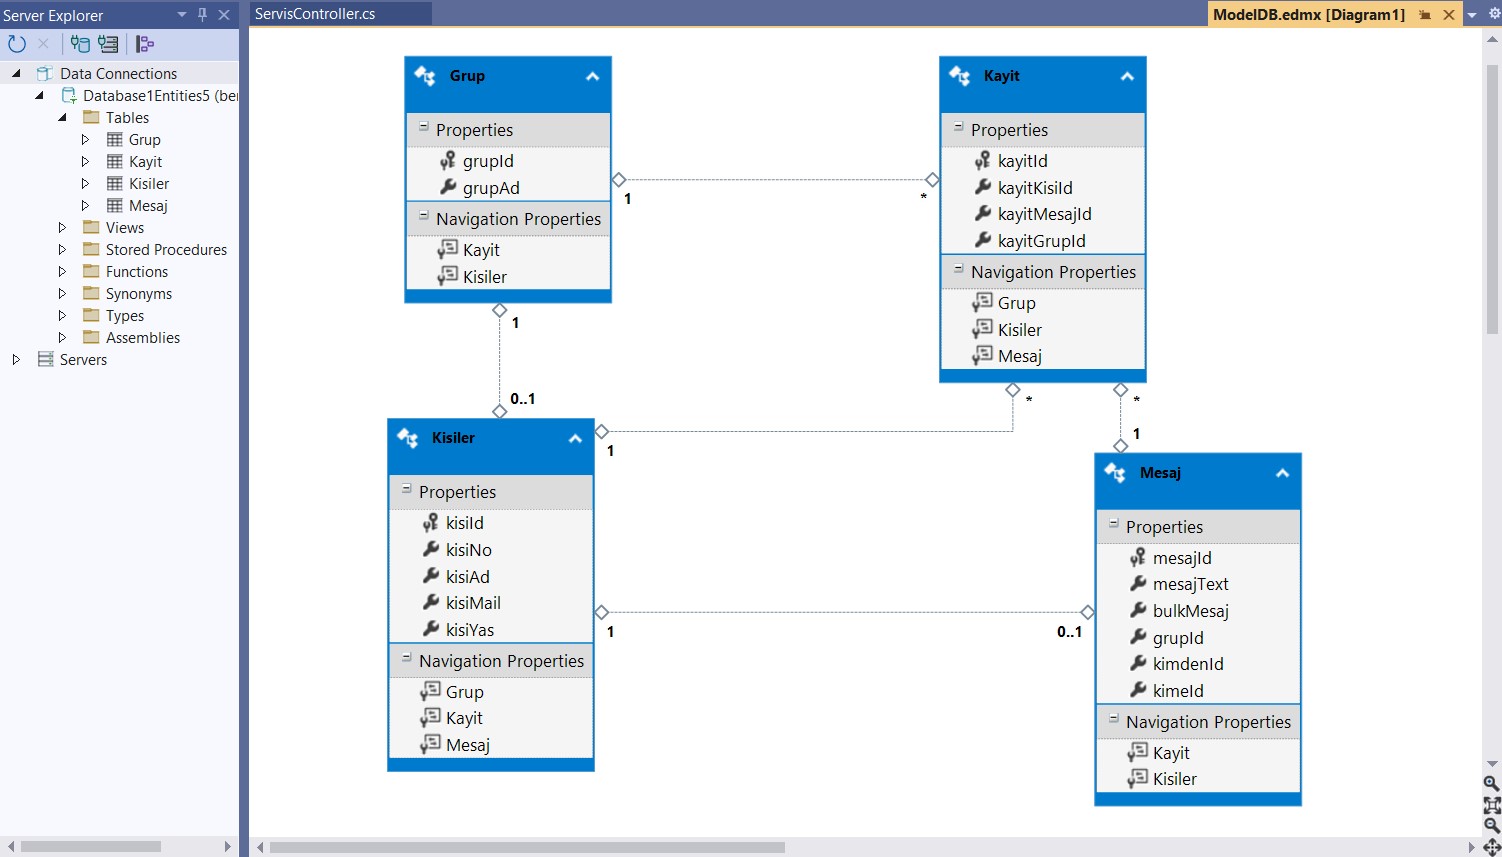 Server Explorer
ServisController.cs
ModelDB.edmx [Diagram1]
Data Connections
Database1Entities5 (ber
Tables
Grup
Kayit
Kisiler
Mesaj
Views
Stored Procedures
Functions
Synonyms
Types
Assemblies
Servers
Grup
Properties
grupId
grupAd
Navigation Properties
Kayit
Kisiler
1
*
1
0..1
Kayit
Properties
kayitId
kayitKisiId
kayitMesajId
kayitGrupId
Navigation Properties
Grup
Kisiler
Mesaj
*
*
1
1
Kisiler
Properties
kisiId
kisiNo
kisiAd
kisiMail
kisiYas
Navigation Properties
Grup
Kayit
Mesaj
1
0..1
Mesaj
Properties
mesajId
mesajText
bulkMesaj
grupId
kimdenId
kimeId
Navigation Properties
Kayit
Kisiler